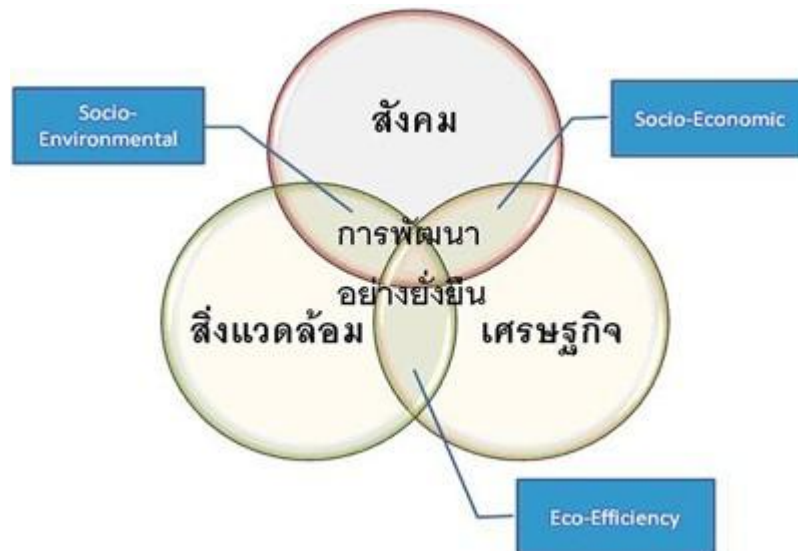 สังคม
Socio-
Environmental
Socio-Economic
การพัฒนา
อย่างยั่งยืน
สิ่งแวดล้อม
เศรษฐกิจ
Eco-Efficiency